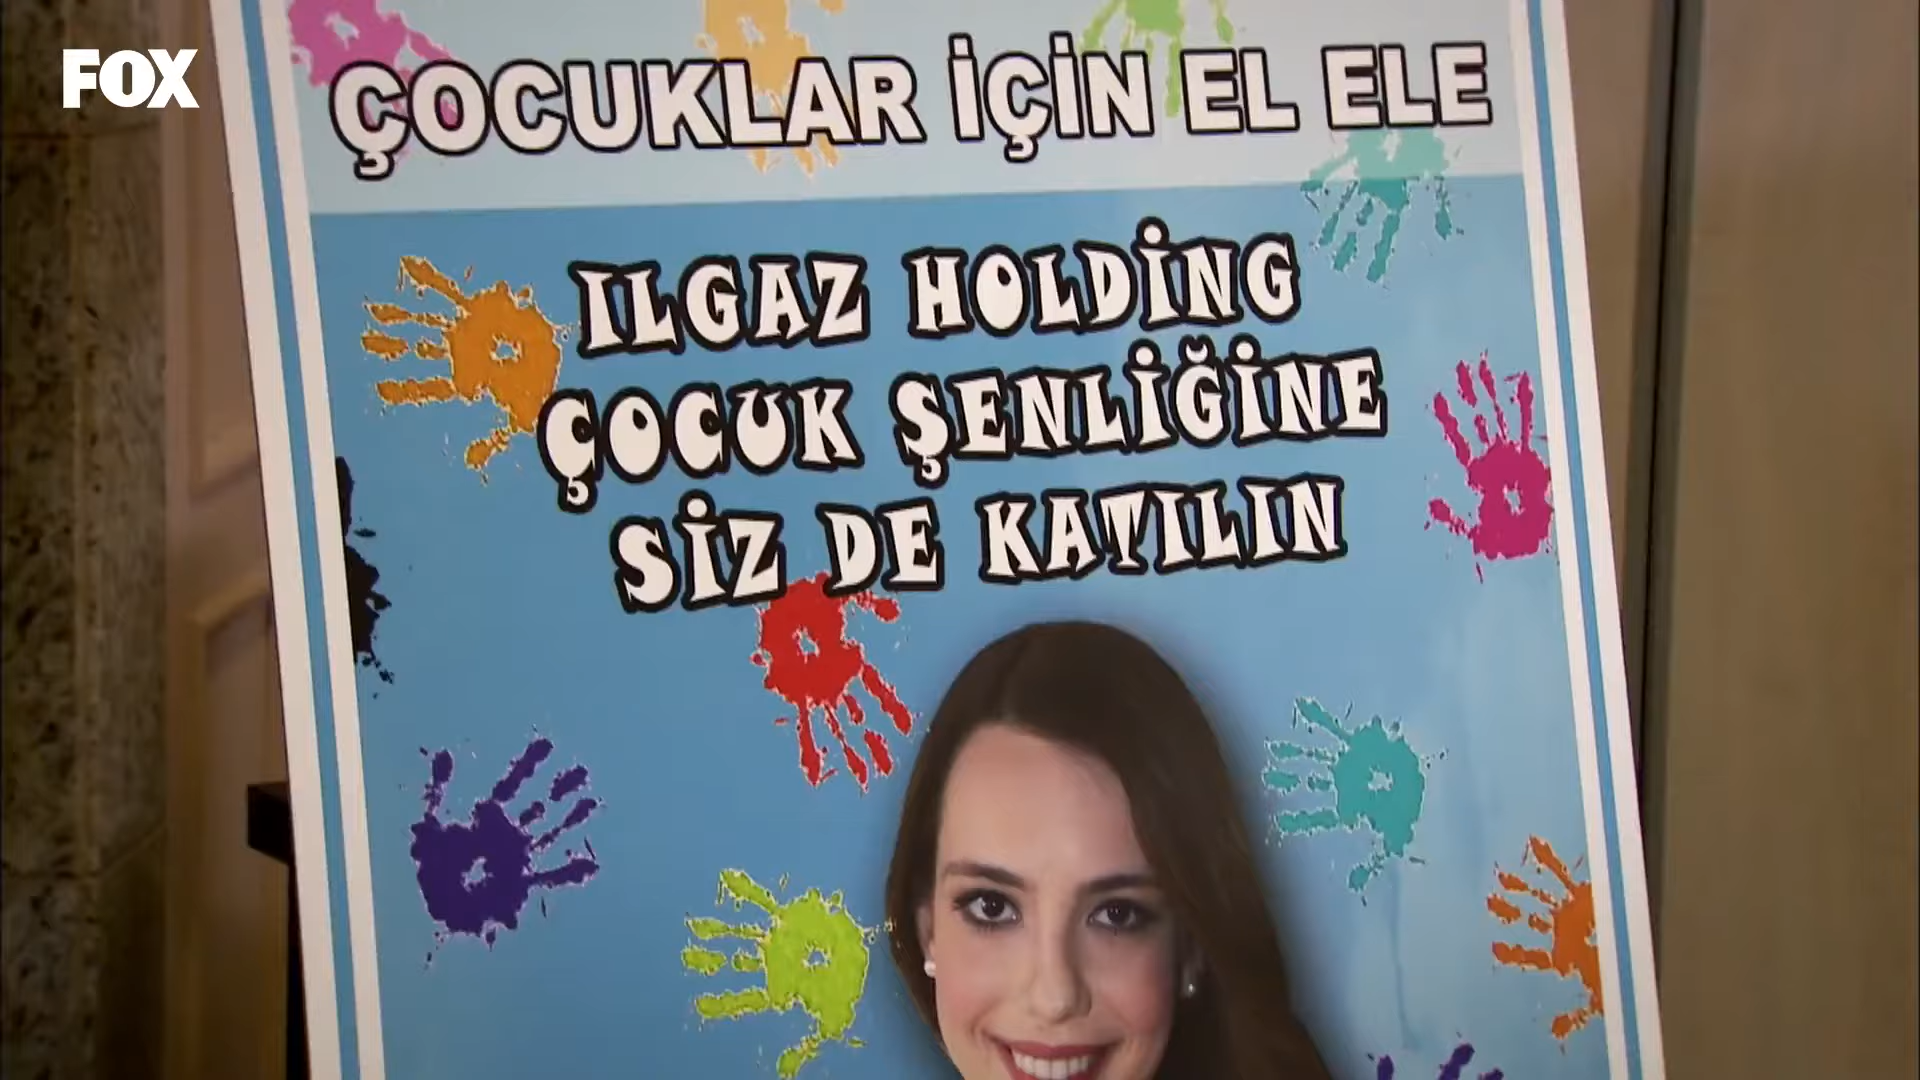 FOX
ÇOCUKLAR İÇİN EL ELE
ILGAZ HOLDİNG
ÇOCUK ŞENLİĞİNE
SİZ DE KATILIN